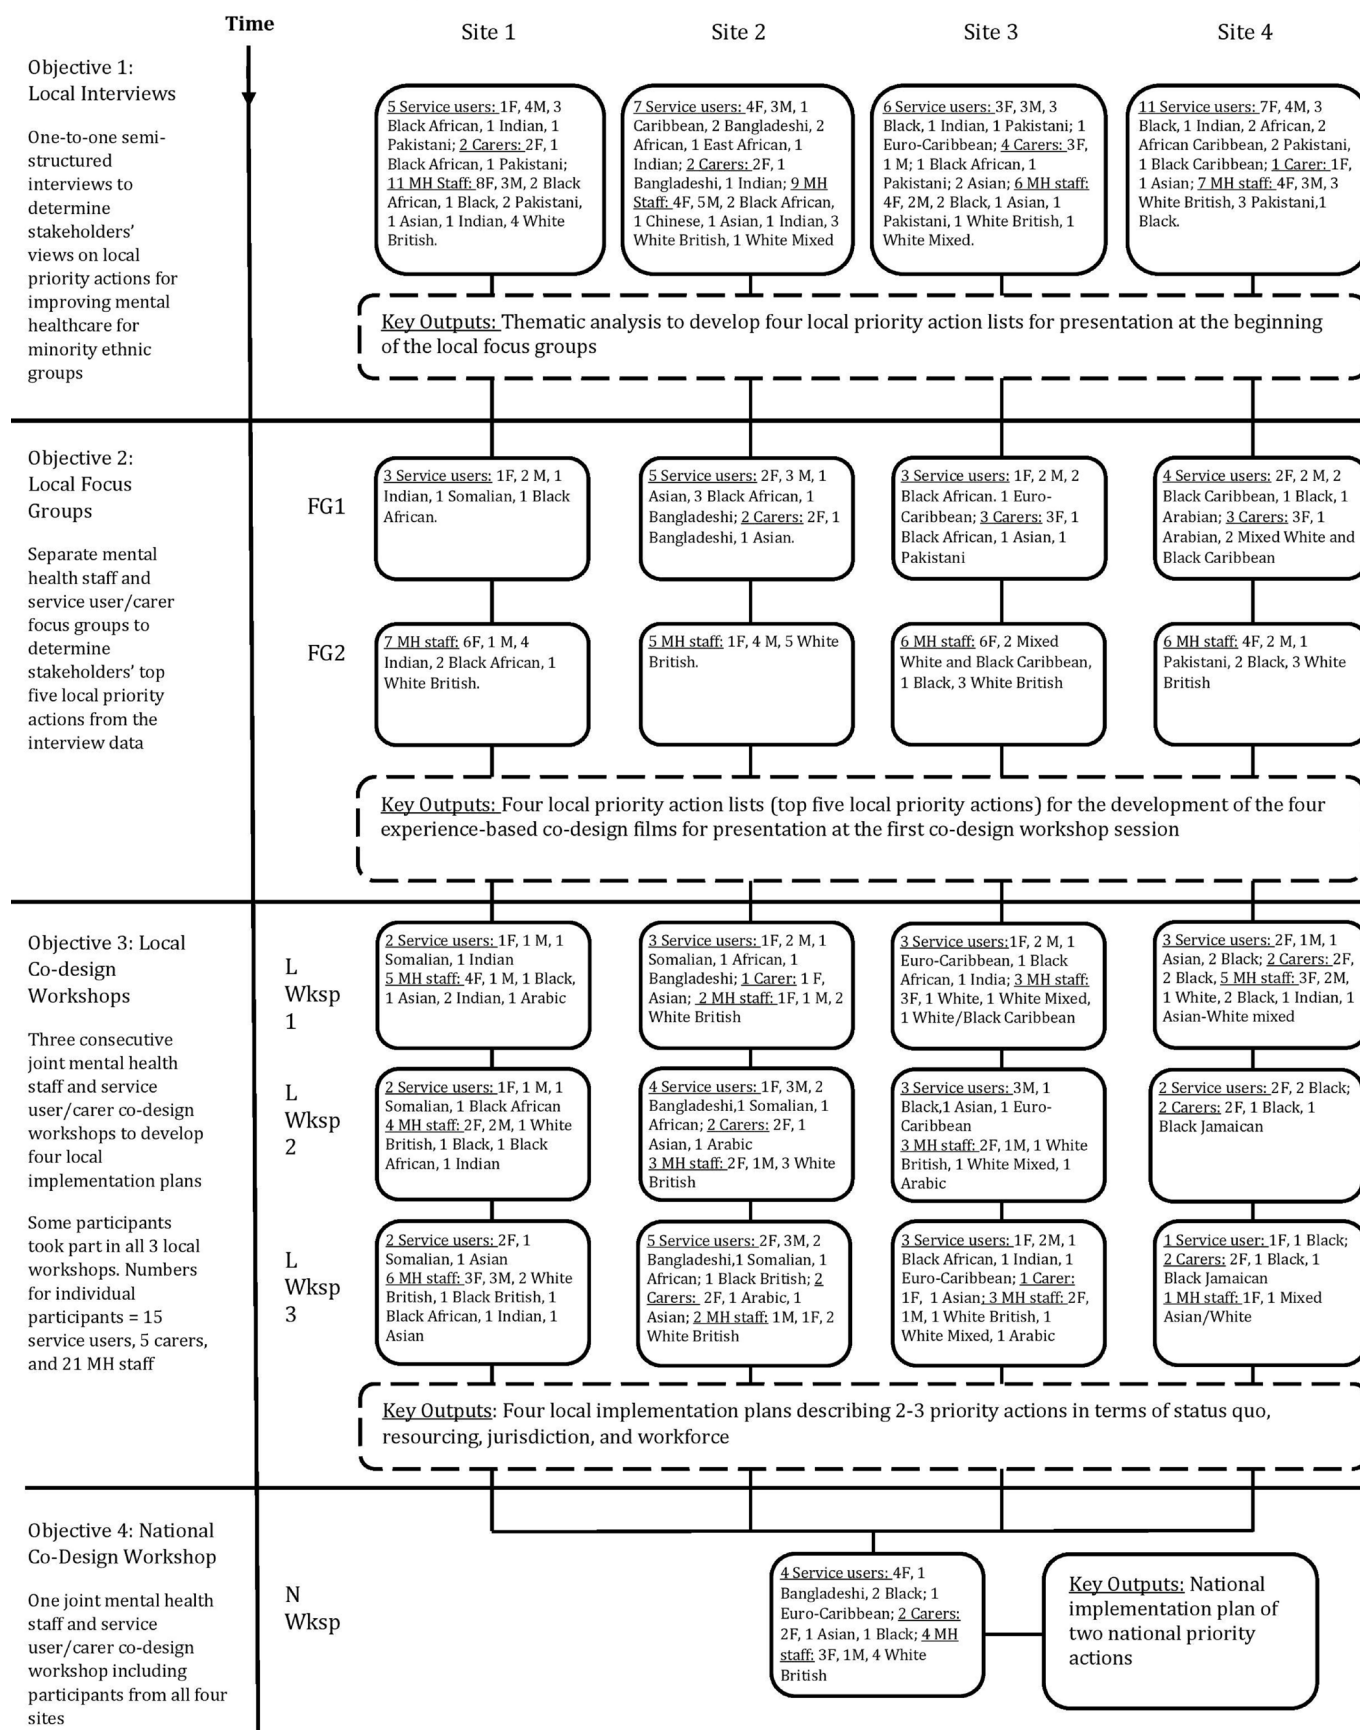 Time
Site 1
Site 2
Site 3
Site 4
Objective 1:
Local Interviews
One-to-one semi-
structured
interviews to
determine
stakeholders'
views on local
priority actions for
improving mental
healthcare for
minority ethnic
groups
5 Service users: 1F, 4M, 3
Black African, 1 Indian, 1
Pakistani; 2 Carers: 2F, 1
Black African, 1 Pakistani;
11 MH Staff: 8F, 3M, 2 Black
African, 1 Black, 2 Pakistani,
1 Asian, 1 Indian, 4 White
British.
7 Service users: 4F, 3M, 1
Caribbean, 2 Bangladeshi, 2
African, 1 East African, 1
Indian; 2 Carers: 2F, 1
Bangladeshi, 1 Indian; 9 MH
Staff: 4F, 5M, 2 Black African,
1 Chinese, 1 Asian, 1 Indian, 3
White British, 1 White Mixed
6 Service users: 3F, 3M, 3
Black, 1 Indian, 1 Pakistani; 1
Euro-Caribbean; 4 Carers: 3F,
1 M; 1 Black African, 1
Pakistani; 2 Asian; 6 MH staff:
4F, 2M, 2 Black, 1 Asian, 1
Pakistani, 1 White British, 1
White Mixed.
11 Service users: 7F, 4M, 3
Black, 1 Indian, 2 African, 2
African Caribbean, 2 Pakistani,
1 Black Caribbean; 1 Carer: 1F,
1 Asian; 7 MH staff: 4F, 3M, 3
White British, 3 Pakistani,1
Black.
Key Outputs: Thematic analysis to develop four local priority action lists for presentation at the beginning
of the local focus groups
Objective 2:
Local Focus
Groups
Separate mental
health staff and
service user/carer
focus groups to
determine
stakeholders' top
five local priority
actions from the
interview data
FG1
3 Service users: 1F, 2 M, 1
Indian, 1 Somalian, 1 Black
African.
5 Service users: 2F, 3 M, 1
Asian, 3 Black African, 1
Bangladeshi; 2 Carers: 2F, 1
Bangladeshi, 1 Asian.
3 Service users: 1F, 2 M, 2
Black African. 1 Euro-
Caribbean; 3 Carers: 3F, 1
Black African, 1 Asian, 1
Pakistani
4 Service users: 2F, 2 M, 2
Black Caribbean, 1 Black, 1
Arabian; 3 Carers: 3F, 1
Arabian, 2 Mixed White and
Black Caribbean
FG2
7 MH staff: 6F, 1 M, 4
Indian, 2 Black African, 1
White British.
5 MH staff: 1F, 4 M, 5 White
British.
6 MH staff: 6F, 2 Mixed
White and Black Caribbean,
1 Black, 3 White British
6 MH staff: 4F, 2 M, 1
Pakistani, 2 Black, 3 White
British
Key Outputs: Four local priority action lists (top five local priority actions) for the development of the four
experience-based co-design films for presentation at the first co-design workshop session
Objective 3: Local
Co-design
Workshops
Three consecutive
joint mental health
staff and service
user/carer co-design
workshops to develop
four local
implementation plans
Some participants
took part in all 3 local
workshops. Numbers
for individual
participants = 15
service users, 5 carers,
and 21 MH staff
L
Wksp
1
2 Service users: 1F, 1 M, 1
Somalian, 1 Indian
5 MH staff: 4F, 1 M, 1 Black,
1 Asian, 2 Indian, 1 Arabic
3 Service users: 1F, 2 M, 1
Somalian, 1 African, 1
Bangladeshi; 1 Carer: 1 F,
Asian; 2 MH staff: 1F, 1 M, 2
White British
3 Service users:1F, 2 M, 1
Euro-Caribbean, 1 Black
African, 1 India; 3 MH staff:
3F, 1 White, 1 White Mixed,
1 White/Black Caribbean
3 Service users: 2F, 1M, 1
Asian, 2 Black; 2 Carers: 2F,
2 Black, 5 MH staff: 3F, 2M,
1 White, 2 Black, 1 Indian, 1
Asian-White mixed
L
Wksp
2
2 Service users: 1F, 1 M, 1
Somalian, 1 Black African
4 MH staff: 2F, 2M, 1 White
British, 1 Black, 1 Black
African, 1 Indian
4 Service users: 1F, 3M, 2
Bangladeshi,1 Somalian, 1
African; 2 Carers: 2F, 1
Asian, 1 Arabic
3 MH staff: 2F, 1M, 3 White
British
3 Service users: 3M, 1
Black,1 Asian, 1 Euro-
Caribbean
3 MH staff: 2F, 1M, 1 White
British, 1 White Mixed, 1
Arabic
2 Service users: 2F, 2 Black;
2 Carers: 2F, 1 Black, 1
Black Jamaican
L
Wksp
3
2 Service users: 2F, 1
Somalian, 1 Asian
6 MH staff: 3F, 3M, 2 White
British, 1 Black British, 1
Black African, 1 Indian, 1
Asian
5 Service users: 2F, 3M, 2
Bangladeshi,1 Somalian, 1
African; 1 Black British; 2
Carers: 2F, 1 Arabic, 1
Asian; 2 MH staff: 1M, 1F, 2
White British
3 Service users: 1F, 2M, 1
Black African, 1 Indian, 1
Euro-Caribbean; 1 Carer:
1F, 1 Asian; 3 MH staff: 2F,
1M, 1 White British, 1
White Mixed, 1 Arabic
1 Service user: 1F, 1 Black;
2 Carers: 2F, 1 Black, 1
Black Jamaican
1 MH staff: 1F, 1 Mixed
Asian/White
Key Outputs: Four local implementation plans describing 2-3 priority actions in terms of status quo,
resourcing, jurisdiction, and workforce
Objective 4: National
Co-Design Workshop
One joint mental health
staff and service
user/carer co-design
workshop including
participants from all four
sites
N
Wksp
4 Service users: 4F, 1
Bangladeshi, 2 Black; 1
Euro-Caribbean; 2 Carers:
2F, 1 Asian, 1 Black; 4 MH
staff: 3F, 1M, 4 White
British
Key Outputs: National
implementation plan of
two national priority
actions